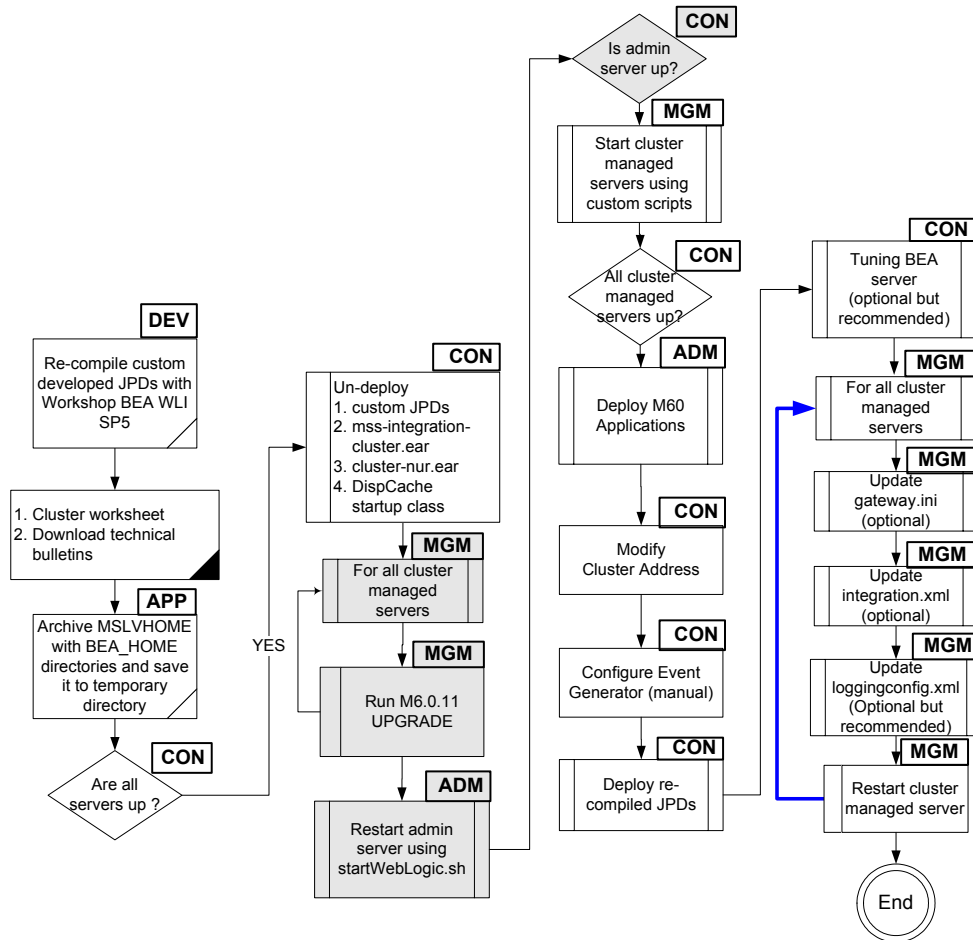 DEV
Re-compile custom
developed JPDs with
Workshop BEA WLI
SP5
1. Cluster worksheet
2. Download technical
bulletins
APP
Archive MSLVHOME
with BEA_HOME
directories and save
it to temporary
directory
CON
Are all
servers up ?
YES
CON
Un-deploy
1. custom JPDs
2. mss-integration-
cluster.ear
3. cluster-nur.ear
4. DispCache
startup class
MGM
For all cluster
managed
servers
MGM
Run M6.0.11
UPGRADE
ADM
Restart admin
server using
startWebLogic.sh
CON
Is admin
server up?
MGM
Start cluster
managed
servers using
custom scripts
CON
All cluster
managed
servers up?
ADM
Deploy M60
Applications
CON
Modify
Cluster Address
CON
Configure Event
Generator (manual)
CON
Deploy re-
compiled JPDs
CON
Tuning BEA
server
(optional but
recommended)
MGM
For all cluster
managed
servers
MGM
Update
gateway.ini
(optional)
MGM
Update
integration.xml
(optional)
MGM
Update
loggingconfig.xml
(Optional but
recommended)
MGM
Restart cluster
managed server
End